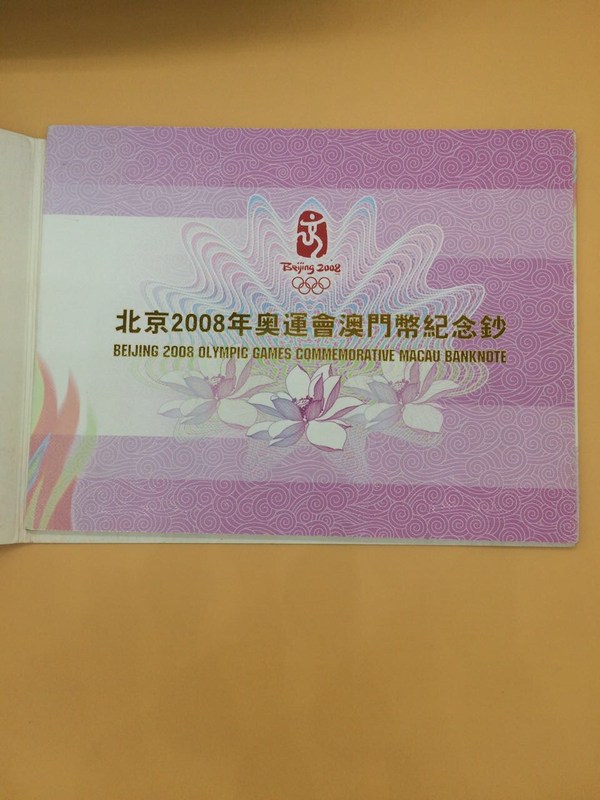 Beijing 2008
北京2008年奥運會澳門幣紀念鈔
BEIJING 2008 OLYMPIC GAMES COMMEMORATIVE MACAU BANKNOTE